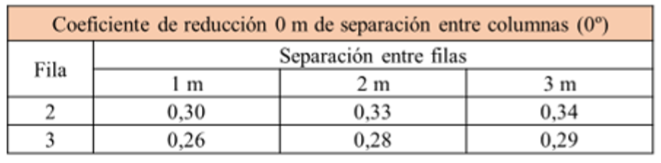 Coeficiente de reducción 0 m de separación entre columnas (0º)
Fila Separación entre filas
1 m 2 m 3 m
2 0,30 0,33 0,34
3 0,26 0,28 0,29